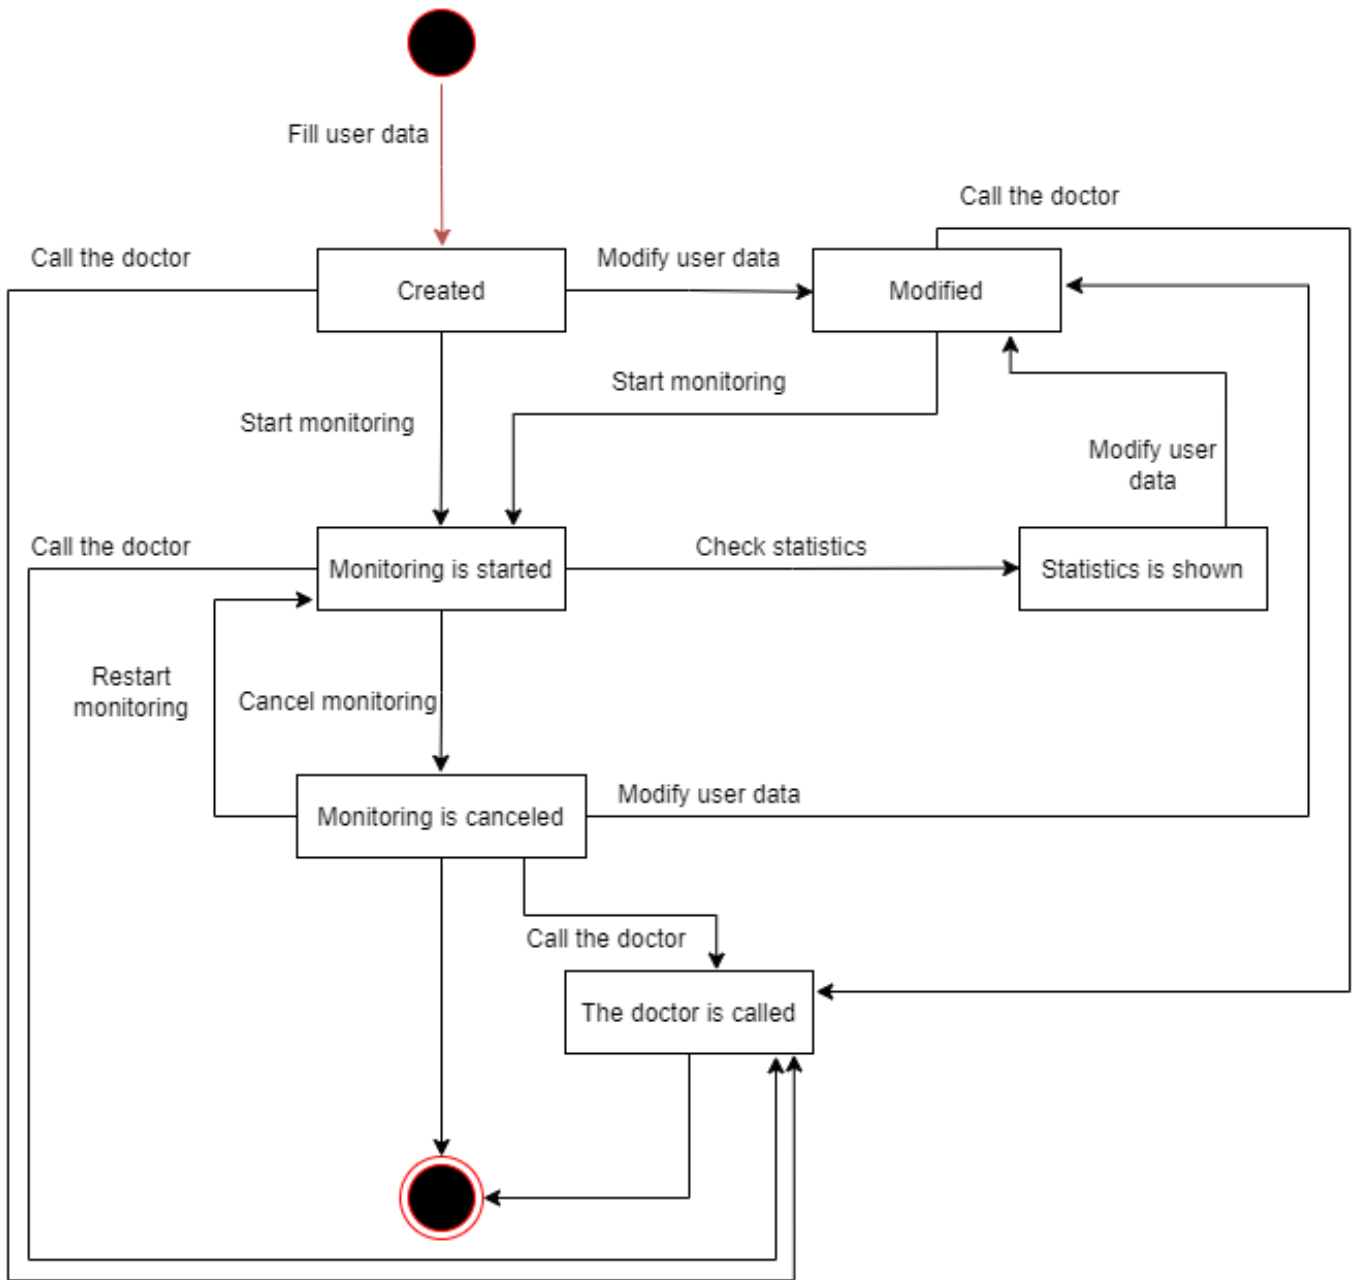 Fill user data
Call the doctor
Call the doctor
Created
Modify user data
Modified
Start monitoring
Start monitoring
Modify user
data
Call the doctor
Monitoring is started
Check statistics
Statistics is shown
Restart
monitoring
Cancel monitoring
Monitoring is canceled
Modify user data
Call the doctor
The doctor is called